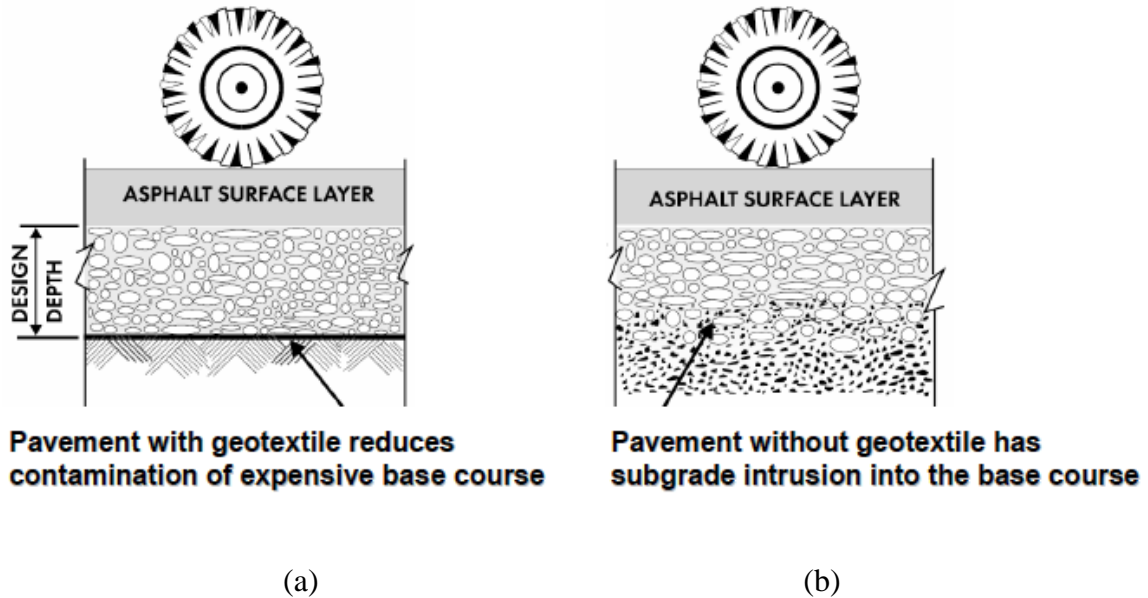 ASPHALT SURFACE LAYER
DESIGN
DEPTH
Pavement with geotextile reduces
contamination of expensive base course
(a)
ASPHALT SURFACE LAYER
Pavement without geotextile has
subgrade intrusion into the base course
(b)